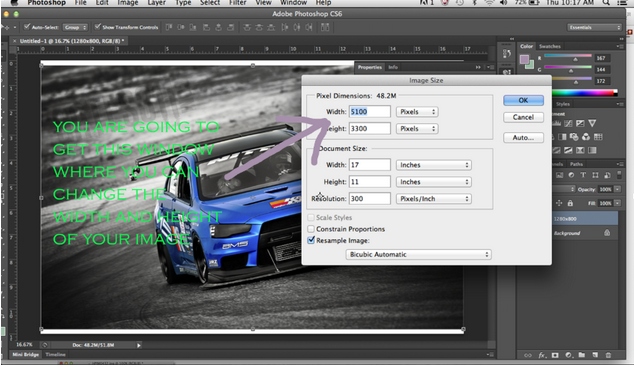 Photoshop File Edit Image Layer Type Select Filter View Window Help 72% Thu 10:17 AM
Adobe Photoshop CS6
Auto-Select: Group Show Transform Controls Essentials
Untitled-1 @ 16.7% (1280x800, RGB/8) *
Properties Info
Color Swatches
R 167
G 144
B 172
Image Size
Pixel Dimensions: 48.2M
Width: 5100 Pixels
Height: 3300 Pixels
Document Size:
Width: 17 Inches
Height: 11 Inches
Resolution: 300 Pixels/Inch
Scale Styles
Constrain Proportions
Resample Image:
Bicubic Automatic
OK
Cancel
Auto...
YOU ARE GOING TO
GET THIS WINDOW
WHERE YOU CAN
CHANGE THE
WIDTH AND HEIGHT
OF YOUR IMAGE
AMS
Styles
Paths
Opacity: 100%
Fill: 100%
1280x800
Background
16.67% Doc: 48.2M/51.8M
Mini Bridge Timeline